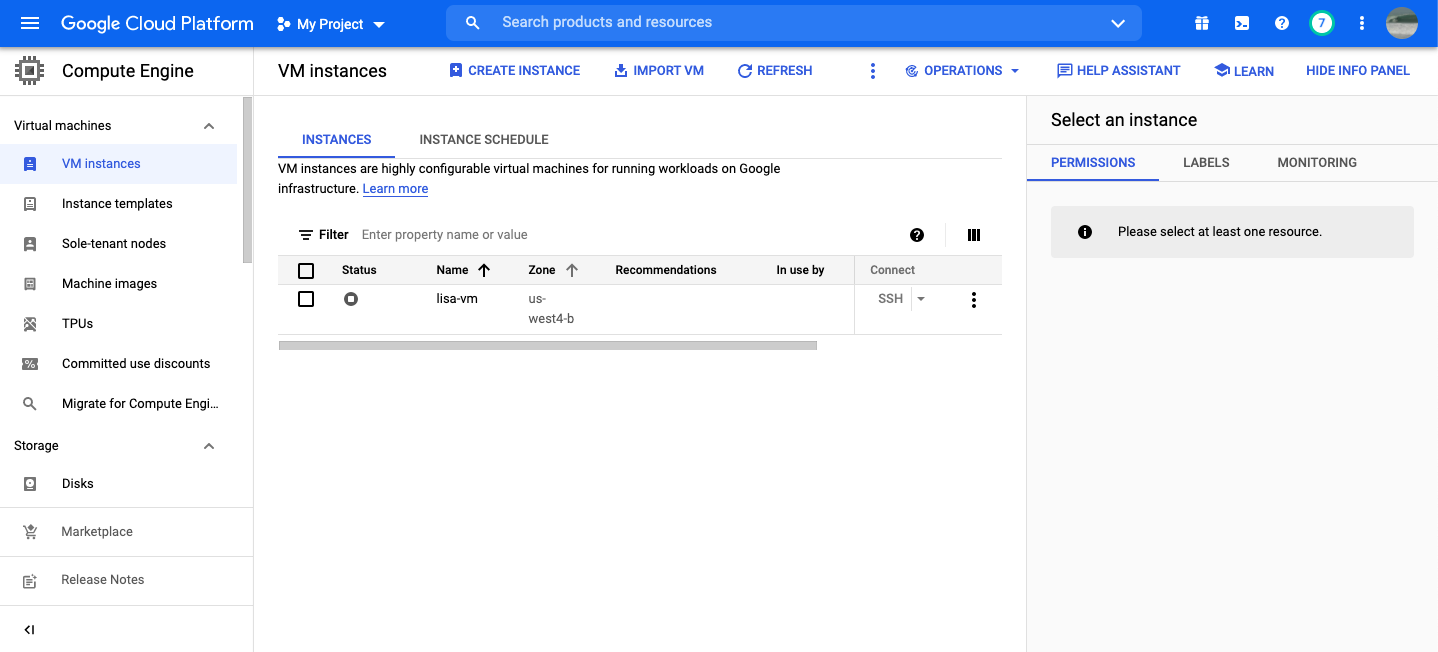 Google Cloud Platform
My Project
Search products and resources
7
Compute Engine
VM instances
CREATE INSTANCE
IMPORT VM
REFRESH
OPERATIONS
HELP ASSISTANT
LEARN
HIDE INFO PANEL
Virtual machines
VM instances
Instance templates
Sole-tenant nodes
Machine images
TPUs
Committed use discounts
Migrate for Compute Engi...
Storage
Disks
Marketplace
Release Notes
INSTANCES
INSTANCE SCHEDULE
VM instances are highly configurable virtual machines for running workloads on Google
infrastructure. Learn more
Filter
Enter property name or value
Status
Name
Zone
Recommendations
In use by
Connect
lisa-vm
us-
west4-b
SSH
Select an instance
PERMISSIONS
LABELS
MONITORING
Please select at least one resource.